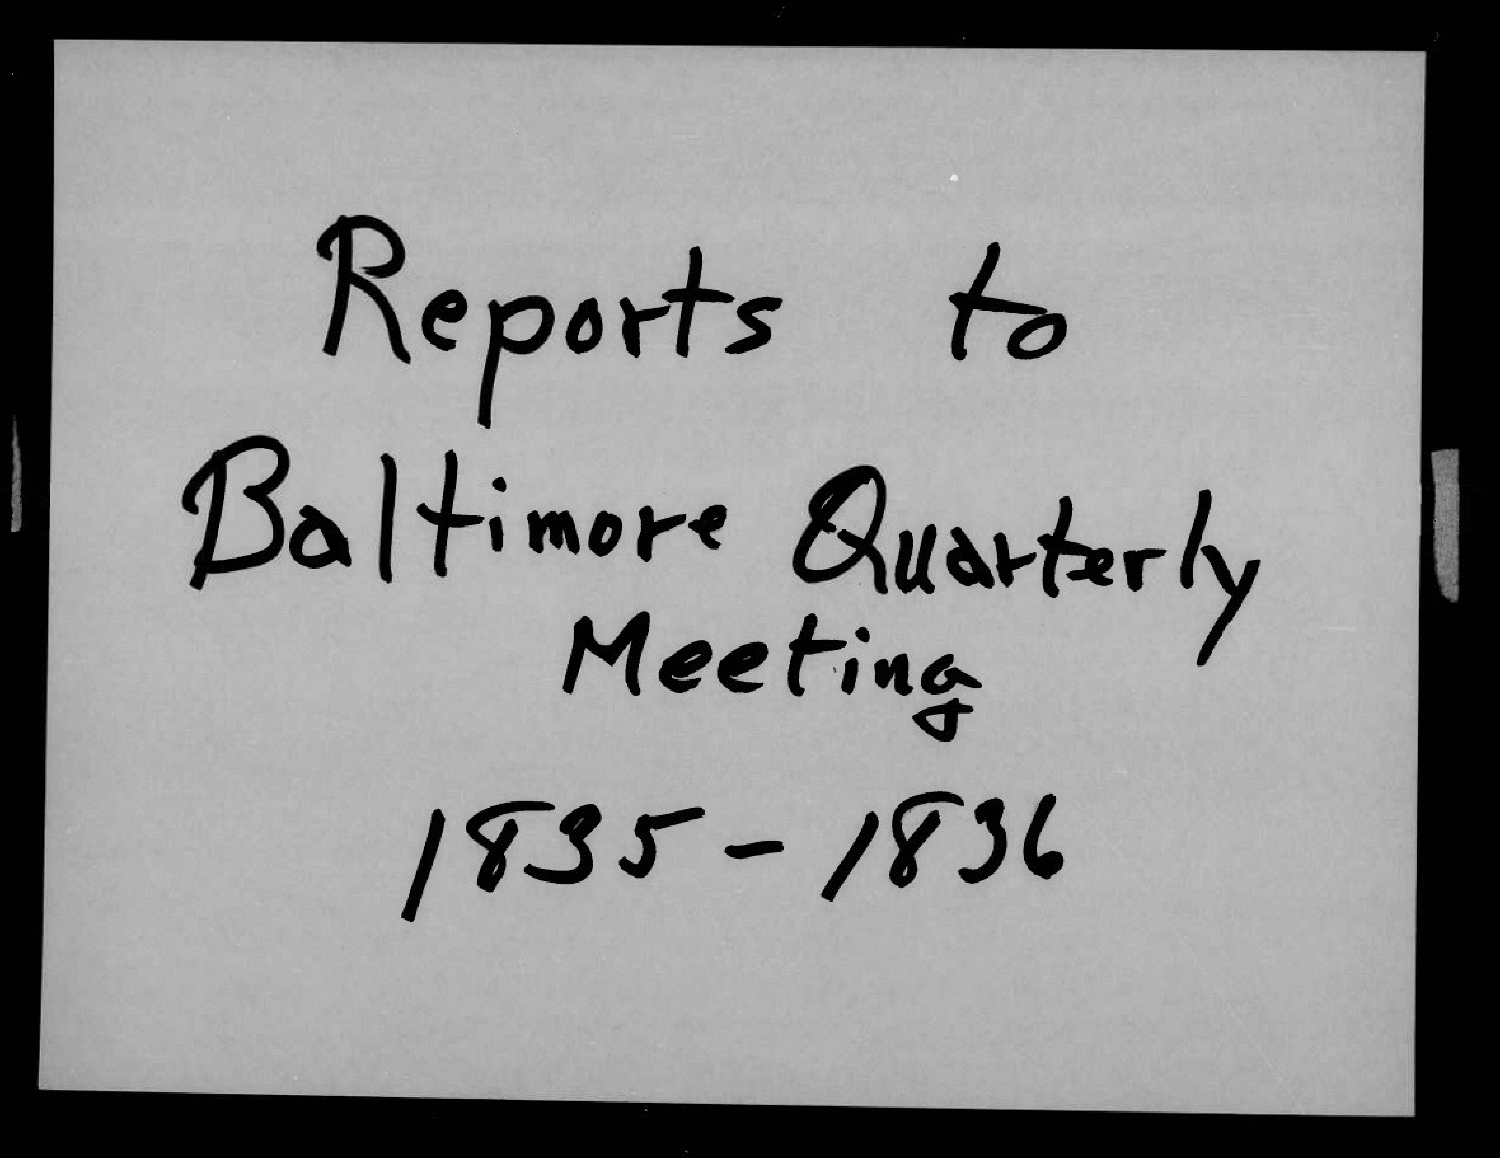 Reports to
Baltimore Quarterly
Meeting
1835-1836